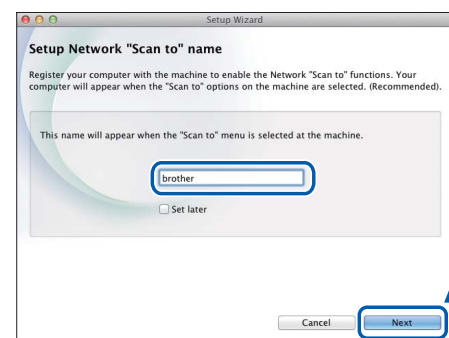 Setup Wizard
Setup Network "Scan to" name
Register your computer with the machine to enable the Network "Scan to" functions. Your
computer will appear when the "Scan to" options on the machine are selected. (Recommended).
This name will appear when the "Scan to" menu is selected at the machine.
brother
Set later
Cancel
Next